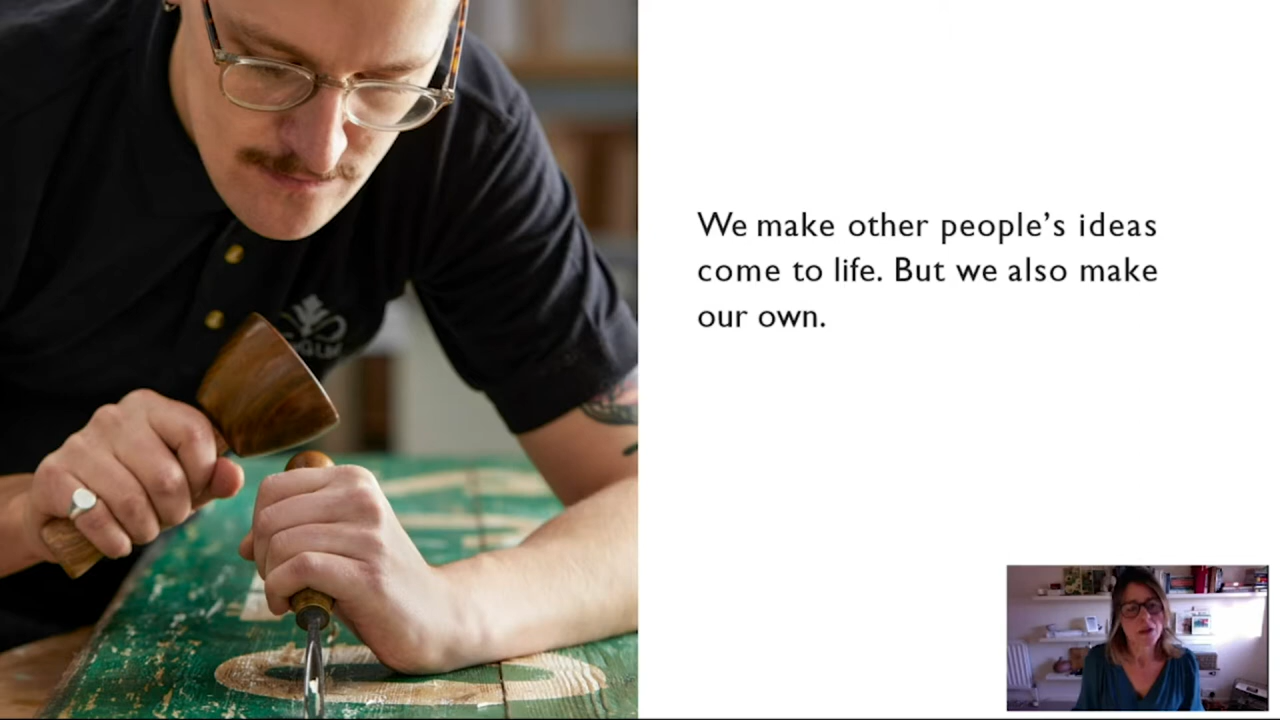 We make other people's ideas
come to life. But we also make
our own.